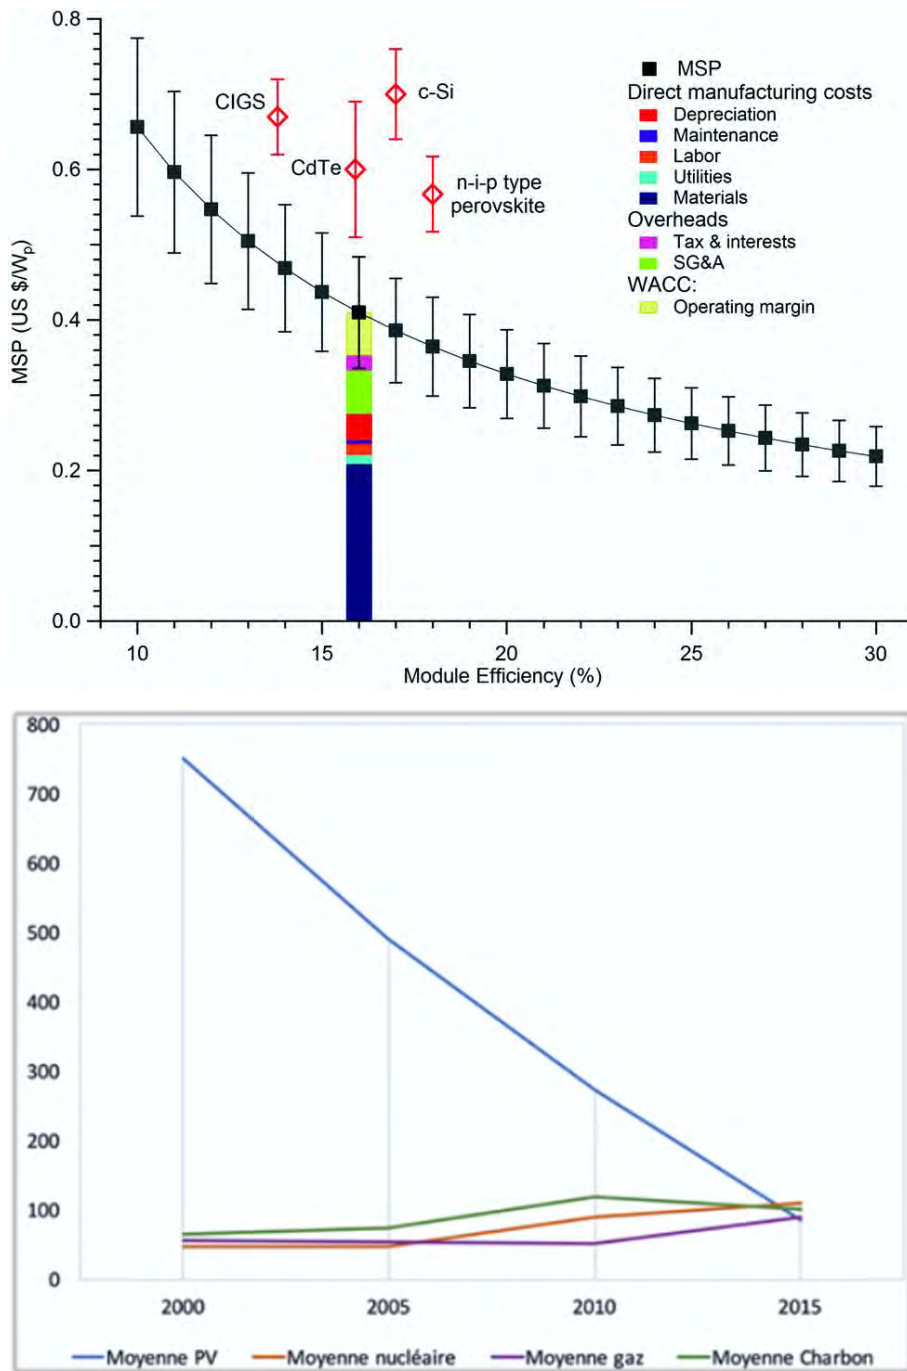 0.8
0.6
0.4
0.2
0.0
MSP (US $/Wp)
CIGS
CdTe
c-Si
n-i-p type
perovskite
MSP
Direct manufacturing costs
Depreciation
Maintenance
Labor
Utilities
Materials
Overheads
Tax & interests
SG&A
WACC:
Operating margin
10 15 20 25 30
Module Efficiency (%)
800
700
600
500
400
300
200
100
0
2000 2005 2010 2015
Moyenne PV Moyenne nucléaire Moyenne gaz Moyenne Charbon